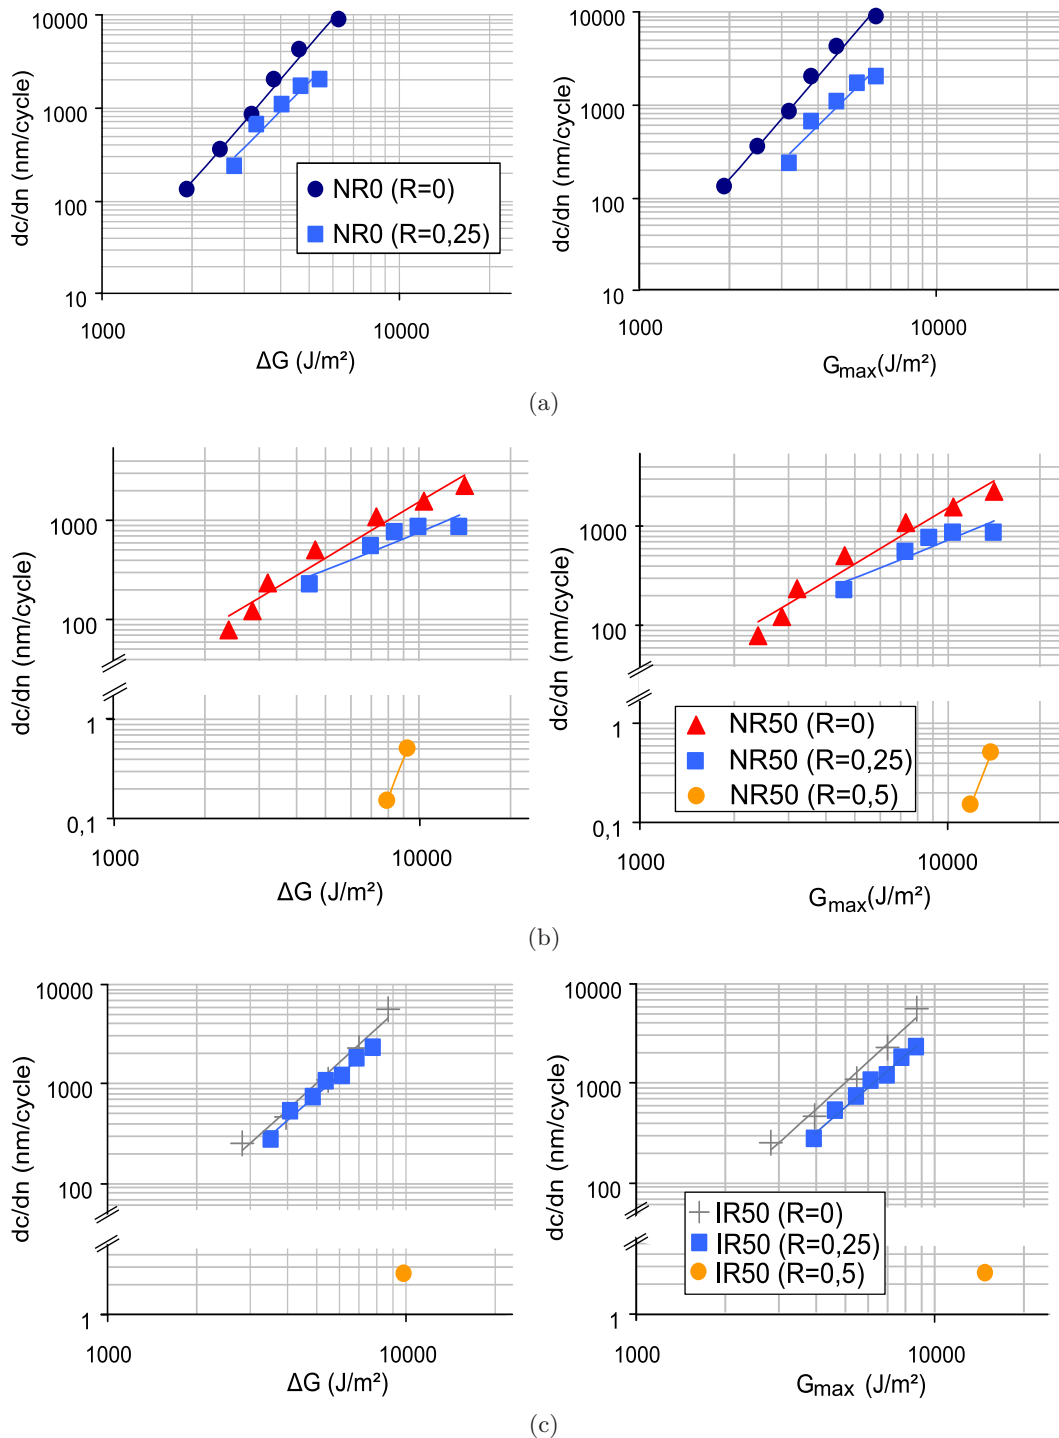 10000
1000
100
10
dc/dn (nm/cycle)
NR0 (R=0)
NR0 (R=0,25)
1000
10000
ΔG (J/m²)
10000
1000
100
10
dc/dn (nm/cycle)
1000
10000
Gmax(J/m²)
(a)
1000
100
1
0,1
dc/dn (nm/cycle)
1000
10000
ΔG (J/m²)
1000
100
1
0,1
dc/dn (nm/cycle)
NR50 (R=0)
NR50 (R=0,25)
NR50 (R=0,5)
1000
10000
Gmax(J/m²)
(b)
10000
1000
100
1
dc/dn (nm/cycle)
1000
10000
ΔG (J/m²)
10000
1000
100
1
dc/dn (nm/cycle)
IR50 (R=0)
IR50 (R=0,25)
IR50 (R=0,5)
1000
10000
Gmax (J/m²)
(c)